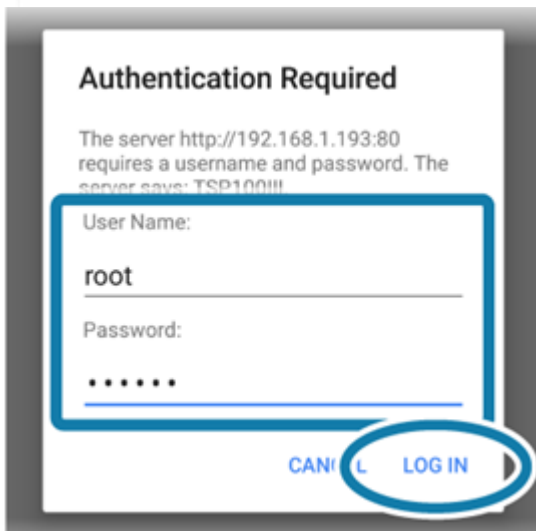 Authentication Required
The server http://192.168.1.193:80
requires a username and password. The
server says: TSP100III.
User Name:
root
Password:
••••••
LOG IN